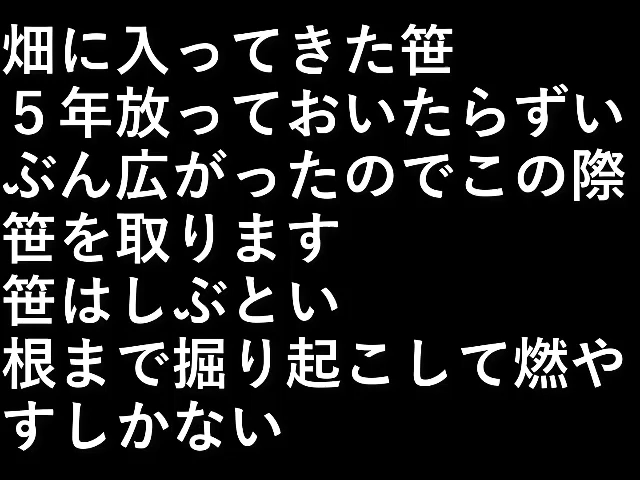 畑に入ってきた笹
５年放っておいたらずい
ぶん広がったのでこの際
笹を取ります
笹はしぶとい
根まで掘り起こして燃や
すしかない